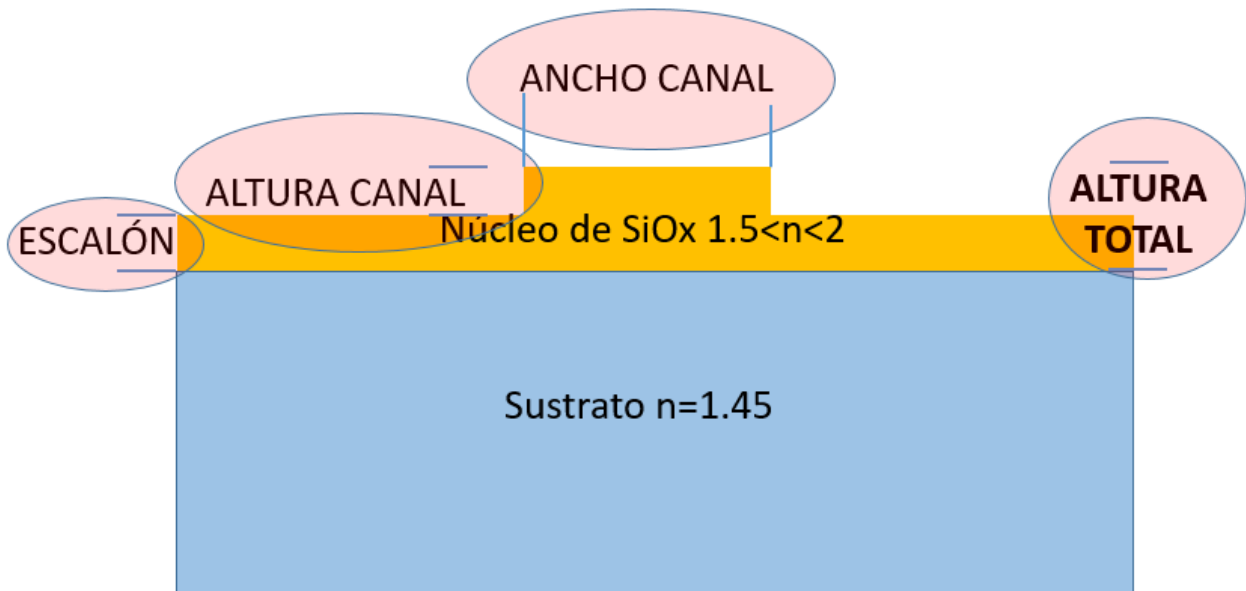 ANCHO CANAL
ALTURA CANAL
ALTURA
TOTAL
ESCALÓN
Núcleo de SiOx 1.5<n<2
Sustrato n=1.45